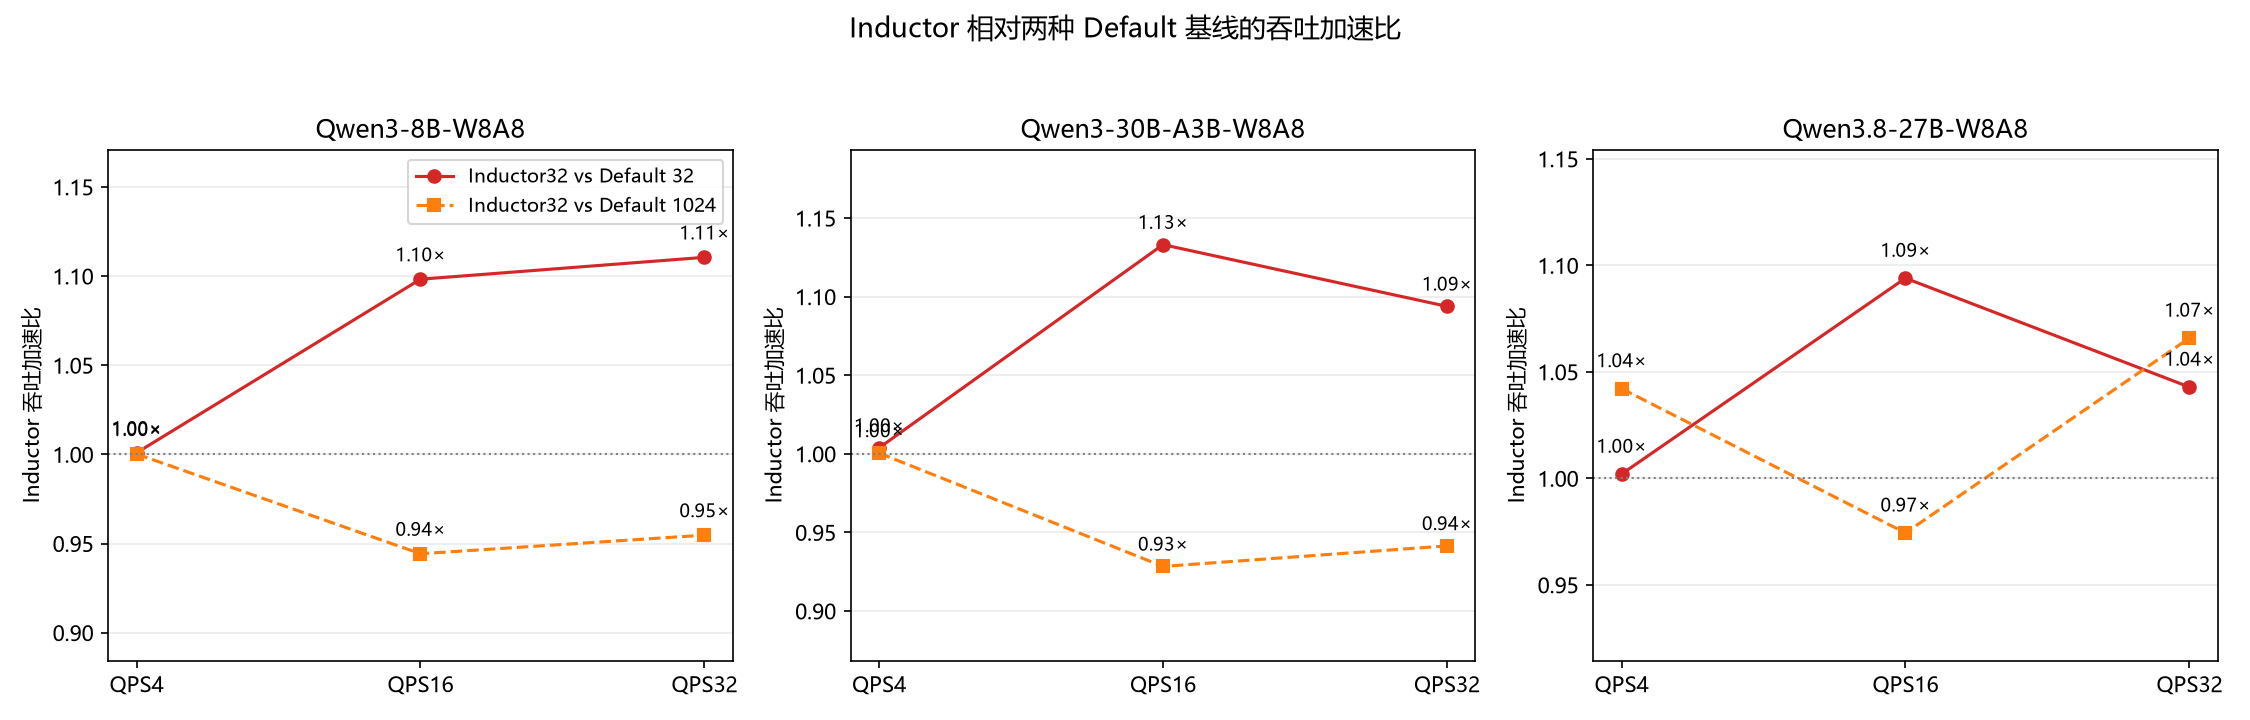 Inductor 相对两种 Default 基线的吞吐加速比
Qwen3-8B-W8A8
Inductor 吞吐加速比
1.15
1.10
1.05
1.00
0.95
0.90
Inductor32 vs Default 32
Inductor32 vs Default 1024
1.00×
1.00×
1.10×
1.11×
0.94×
0.95×
QPS4
QPS16
QPS32
Qwen3-30B-A3B-W8A8
Inductor 吞吐加速比
1.15
1.10
1.05
1.00
0.95
0.90
1.00×
1.00×
1.13×
1.09×
0.93×
0.94×
QPS4
QPS16
QPS32
Qwen3.8-27B-W8A8
Inductor 吞吐加速比
1.15
1.10
1.05
1.00
0.95
1.04×
1.00×
1.09×
0.97×
1.07×
1.04×
QPS4
QPS16
QPS32